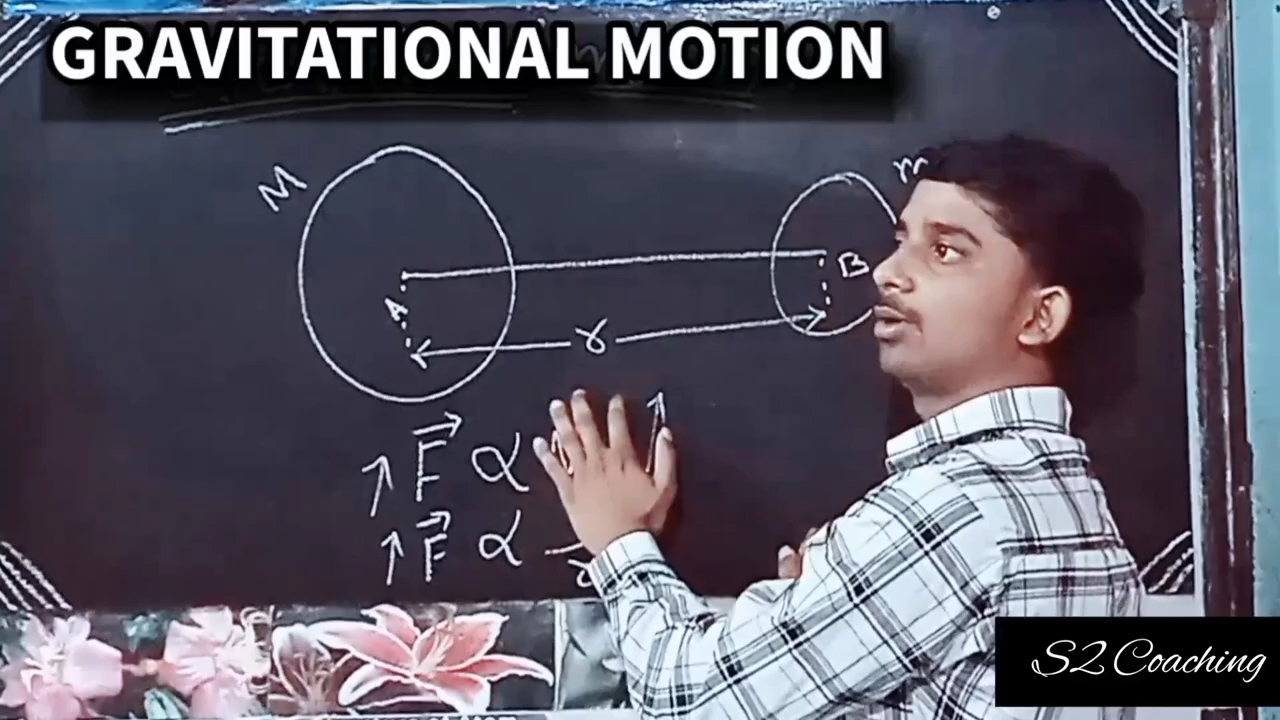 GRAVITATIONAL MOTION
M
m
A
B
r
↑ F⃗ ∝
↑ F⃗ ∝
S2 Coaching